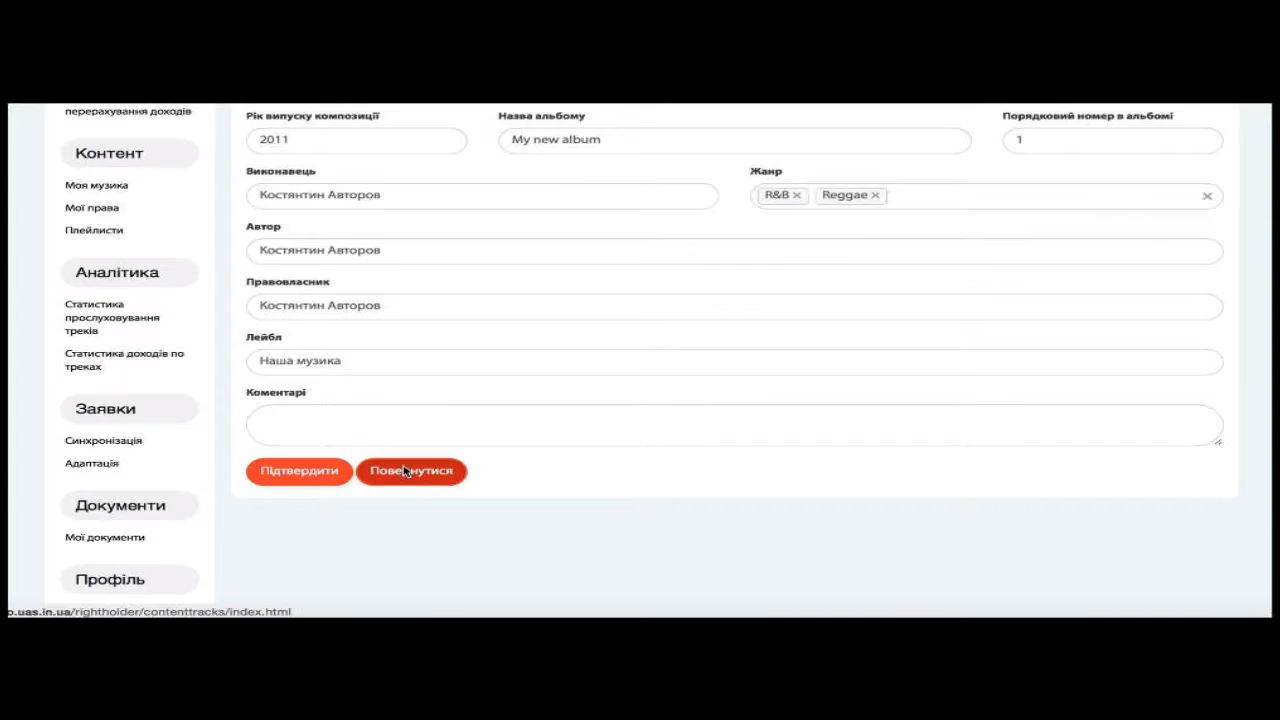 перерахування доходів
Контент
Моя музика
Мої права
Плейлисти
Аналітика
Статистика
прослуховування
треків
Статистика доходів по
треках
Заявки
Синхронізація
Адаптація
Документи
Мої документи
Профіль
Рік випуску композиції
2011
Назва альбому
My new album
Порядковий номер в альбомі
1
Виконавець
Костянтин Авторов
Жанр
R&B × Reggae ×
Автор
Костянтин Авторов
Правовласник
Костянтин Авторов
Лейбл
Наша музика
Коментарі
Підтвердити
Повернутися
o.uas.in.ua/rightholder/contenttracks/index.html